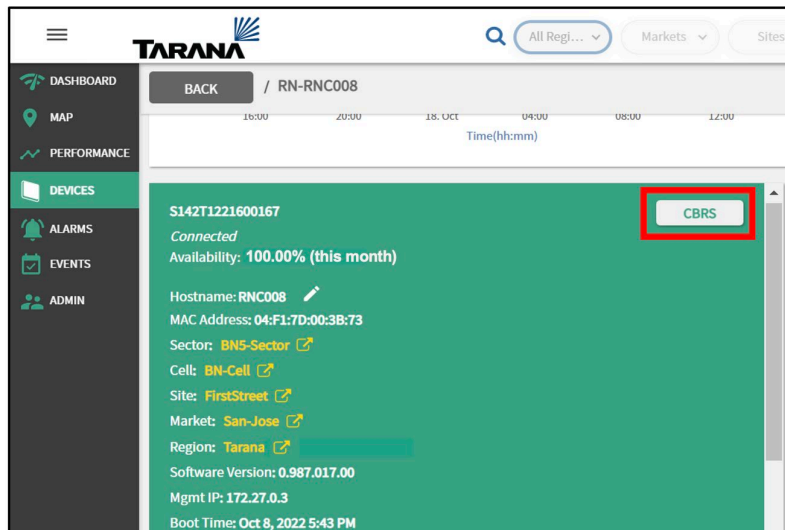 TARANA
All Regi...
Markets
Sites
DASHBOARD
MAP
PERFORMANCE
DEVICES
ALARMS
EVENTS
ADMIN
BACK / RN-RNC008
16:00 20:00 18. Oct 04:00 08:00 12:00
Time(hh:mm)
S142T1221600167
CBRS
Connected
Availability: 100.00% (this month)
Hostname: RNC008
MAC Address: 04:F1:7D:00:3B:73
Sector: BN5-Sector
Cell: BN-Cell
Site: FirstStreet
Market: San-Jose
Region: Tarana
Software Version: 0.987.017.00
Mgmt IP: 172.27.0.3
Boot Time: Oct 8, 2022 5:43 PM